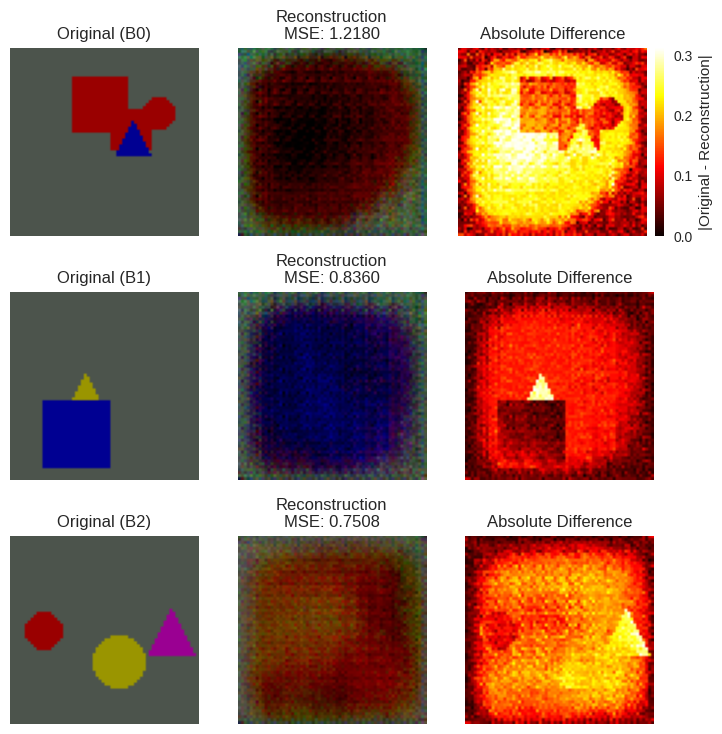 Original (B0)
Reconstruction
MSE: 1.2180
Absolute Difference
0.3
0.2
0.1
0.0
|Original - Reconstruction|
Original (B1)
Reconstruction
MSE: 0.8360
Absolute Difference
Original (B2)
Reconstruction
MSE: 0.7508
Absolute Difference